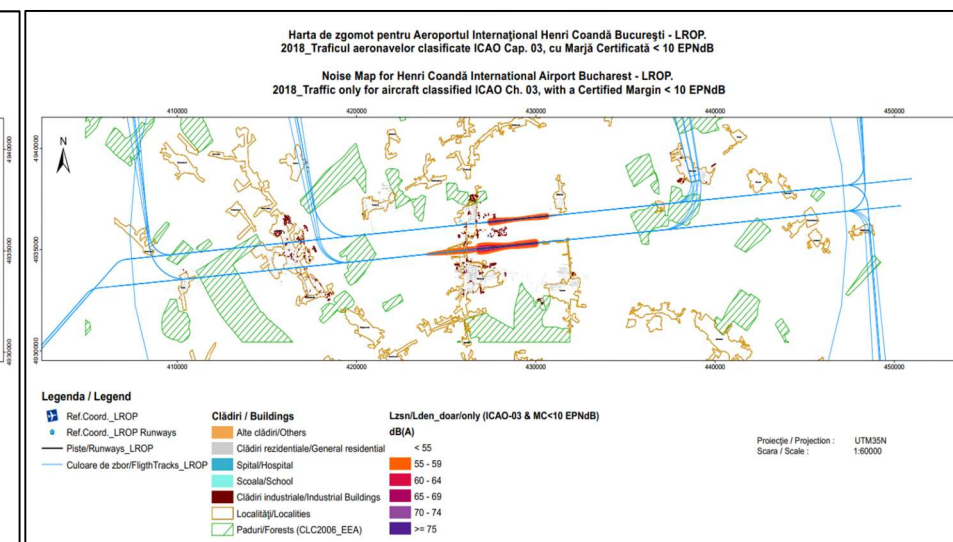 Harta de zgomot pentru Aeroportul Internaţional Henri Coandă Bucureşti - LROP.
2018_Traficul aeronavelor clasificate ICAO Cap. 03, cu Marjă Certificată < 10 EPNdB
Noise Map for Henri Coandă International Airport Bucharest - LROP.
2018_Traffic only for aircraft classified ICAO Ch. 03, with a Certified Margin < 10 EPNdB
410000 420000 430000 440000 450000
N
4940000 4940000
4935000 4935000
4930000 4930000
410000 420000 430000 440000 450000
Legenda / Legend
Ref.Coord._LROP
Ref.Coord._LROP Runways
Piste/Runways_LROP
Culoare de zbor/FligthTracks_LROP
Clădiri / Buildings
Alte clădiri/Others
Clădiri rezidentiale/General residential
Spital/Hospital
Scoala/School
Clădiri industriale/Industrial Buildings
Localităţi/Localities
Paduri/Forests (CLC2006_EEA)
Lzsn/Lden_doar/only (ICAO-03 & MC<10 EPNdB)
dB(A)
< 55
55 - 59
60 - 64
65 - 69
70 - 74
>= 75
Proiecţie / Projection : UTM35N
Scara / Scale : 1:60000